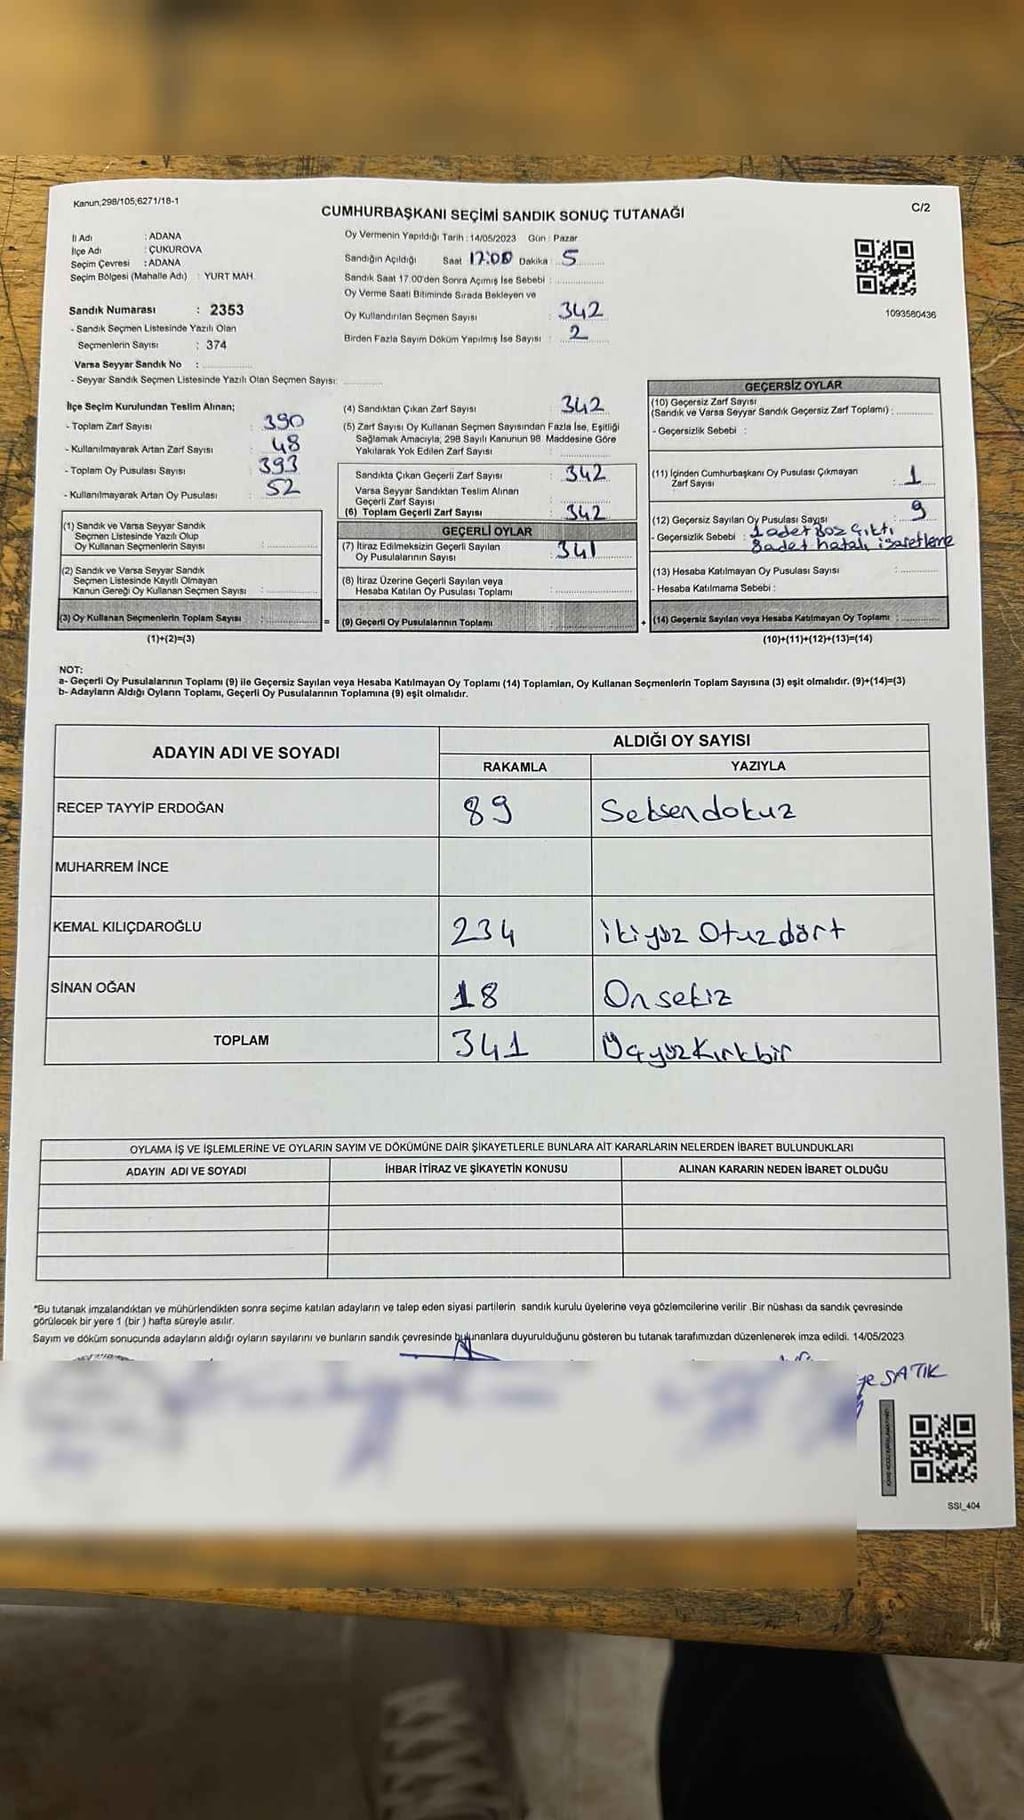 Kanun,298/105,6271/18-1
CUMHURBAŞKANI SEÇİMİ SANDIK SONUÇ TUTANAĞI
C/2
İl Adı : ADANA
İlçe Adı : ÇUKUROVA
Seçim Çevresi : ADANA
Seçim Bölgesi (Mahalle Adı) : YURT MAH.
Sandık Numarası : 2353
- Sandık Seçmen Listesinde Yazılı Olan
Seçmenlerin Sayısı : 374
Varsa Seyyar Sandık No :
- Seyyar Sandık Seçmen Listesinde Yazılı Olan Seçmen Sayısı:
Oy Vermenin Yapıldığı Tarih : 14/05/2023 Gün : Pazar
Sandığın Açıldığı Saat 17:00 Dakika : 5
Sandık Saat 17:00'den Sonra Açımış İse Sebebi :
Oy Verme Saati Bitiminde Sırada Bekleyen ve
Oy Kullandırılan Seçmen Sayısı : 342
Birden Fazla Sayım Döküm Yapılmış İse Sayısı : 2
1093580436
İlçe Seçim Kurulundan Teslim Alınan;
- Toplam Zarf Sayısı : 390
- Kullanılmayarak Artan Zarf Sayısı : 48
- Toplam Oy Pusulası Sayısı : 393
- Kullanılmayarak Artan Oy Pusulası : 52
(1) Sandık ve Varsa Seyyar Sandık
Seçmen Listesinde Yazılı Olup
Oy Kullanan Seçmenlerin Sayısı :
(2) Sandık ve Varsa Seyyar Sandık
Seçmen Listesinde Kayıtlı Olmayan
Kanun Gereği Oy Kullanan Seçmen Sayısı :
(3) Oy Kullanan Seçmenlerin Toplam Sayısı :
(1)+(2)=(3)
(4) Sandıktan Çıkan Zarf Sayısı : 342
(5) Zarf Sayısı Oy Kullanan Seçmen Sayısından Fazla İse, Eşitliği
Sağlamak Amacıyla, 298 Sayılı Kanunun 98. Maddesine Göre
Yakılarak Yok Edilen Zarf Sayısı :
Sandıkta Çıkan Geçerli Zarf Sayısı : 342
Varsa Seyyar Sandıktan Teslim Alınan
Geçerli Zarf Sayısı :
(6) Toplam Geçerli Zarf Sayısı : 342
GEÇERLİ OYLAR
(7) İtiraz Edilmeksizin Geçerli Sayılan
Oy Pusulalarının Sayısı : 341
(8) İtiraz Üzerine Geçerli Sayılan veya
Hesaba Katılan Oy Pusulası Toplamı :
= (9) Geçerli Oy Pusulalarının Toplamı :
GEÇERSİZ OYLAR
(10) Geçersiz Zarf Sayısı
(Sandık ve Varsa Seyyar Sandık Geçersiz Zarf Toplamı) :
- Geçersizlik Sebebi :
(11) İçinden Cumhurbaşkanı Oy Pusulası Çıkmayan
Zarf Sayısı : 1
(12) Geçersiz Sayılan Oy Pusulası Sayısı : 9
- Geçersizlik Sebebi : 1 adet Boş Çıktı
8 adet hatalı işaretleme
(13) Hesaba Katılmayan Oy Pusulası Sayısı :
- Hesaba Katılmama Sebebi :
+ (14) Geçersiz Sayılan veya Hesaba Katılmayan Oy Toplamı :
(10)+(11)+(12)+(13)=(14)
NOT:
a- Geçerli Oy Pusulalarının Toplamı (9) ile Geçersiz Sayılan veya Hesaba Katılmayan Oy Toplamı (14) Toplamları, Oy Kullanan Seçmenlerin Toplam Sayısına (3) eşit olmalıdır. (9)+(14)=(3)
b- Adayların Aldığı Oyların Toplamı, Geçerli Oy Pusulalarının Toplamına (9) eşit olmalıdır.
ADAYIN ADI VE SOYADI
ALDIĞI OY SAYISI
RAKAMLA YAZIYLA
RECEP TAYYİP ERDOĞAN 89 Seksendokuz
MUHARREM İNCE
KEMAL KILIÇDAROĞLU 234 ikiyüz Otuzdört
SİNAN OĞAN 18 Onsekiz
TOPLAM 341 ÜçyüzKırkbir
OYLAMA İŞ VE İŞLEMLERİNE VE OYLARIN SAYIM VE DÖKÜMÜNE DAİR ŞİKAYETLERLE BUNLARA AİT KARARLARIN NELERDEN İBARET BULUNDUKLARI
ADAYIN ADI VE SOYADI İHBAR İTİRAZ VE ŞİKAYETİN KONUSU ALINAN KARARIN NEDEN İBARET OLDUĞU
*Bu tutanak imzalandıktan ve mühürlendikten sonra seçime katılan adayların ve talep eden siyasi partilerin sandık kurulu üyelerine veya gözlemcilerine verilir .Bir nüshası da sandık çevresinde
görülecek bir yere 1 (bir ) hafta süreyle asılır.
Sayım ve döküm sonucunda adayların aldığı oyların sayılarını ve bunların sandık çevresinde bulunanlara duyurulduğunu gösteren bu tutanak tarafımızdan düzenlenerek imza edildi. 14/05/2023
SATIK
SSI_404